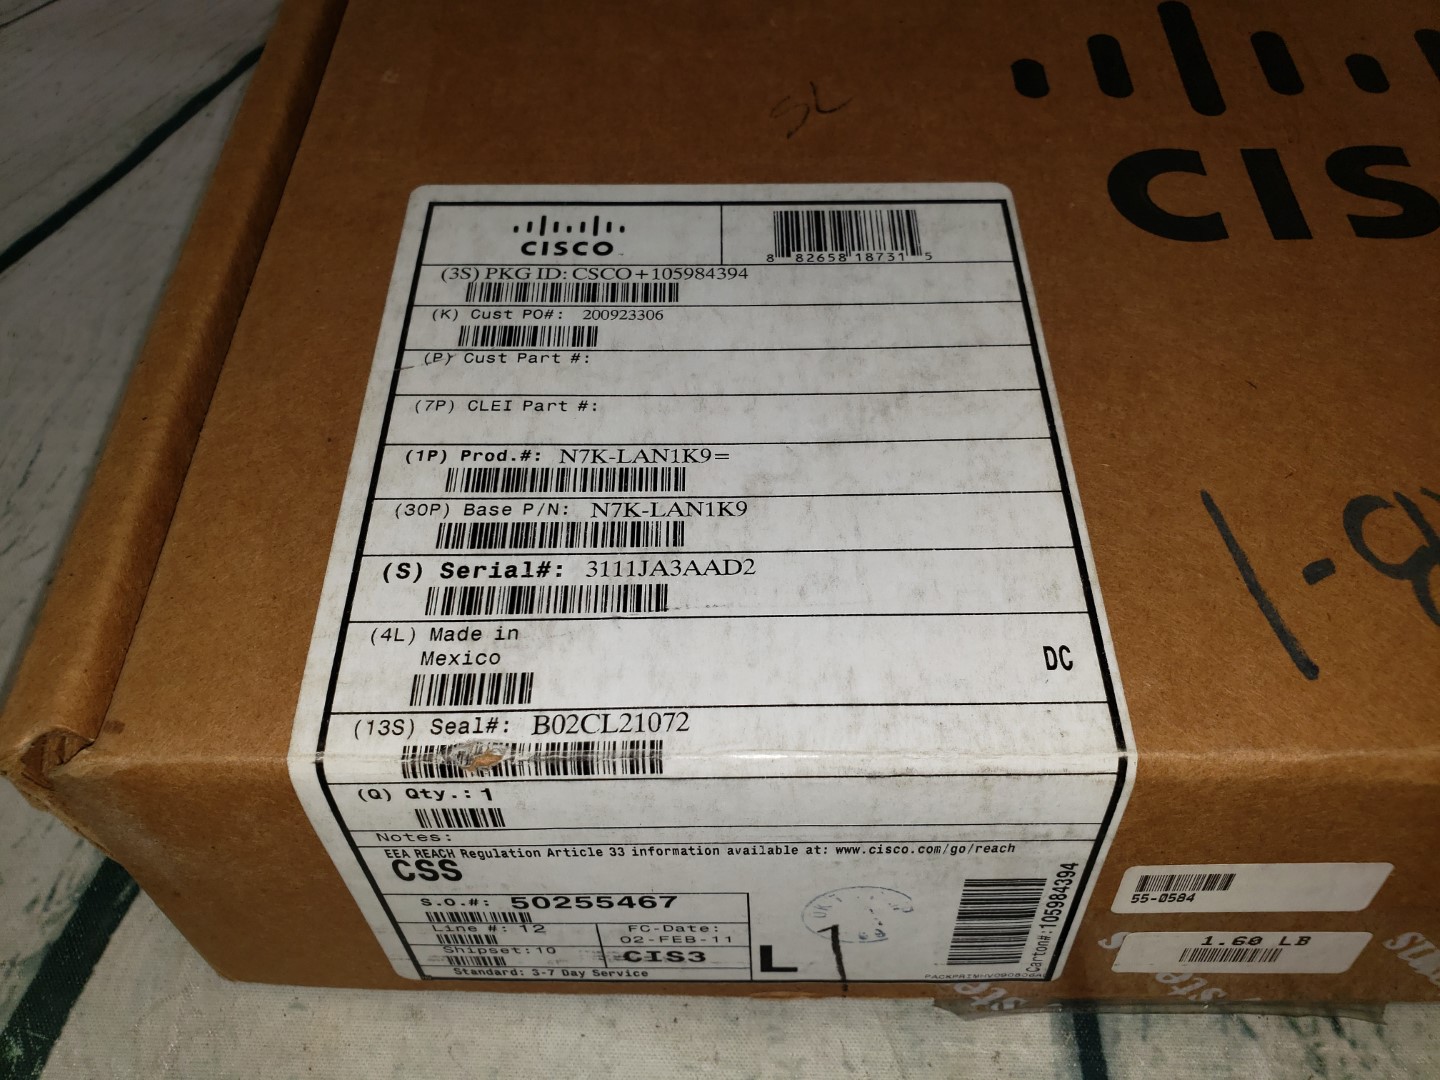 SL
CIS
CISCO
8 82658 18731 5
(3S) PKG ID: CSCO+105984394
(K) Cust PO#: 200923306
(P) Cust Part #:
(7P) CLEI Part #:
(1P) Prod.#: N7K-LAN1K9=
(30P) Base P/N: N7K-LAN1K9
(S) Serial#: 3111JA3AAD2
(4L) Made in
Mexico
DC
(13S) Seal#: B02CL21072
(Q) Qty.: 1
Notes:
EEA REACH Regulation Article 33 information available at: www.cisco.com/go/reach
CSS
S.O.#: 50255467
Line #: 12
FC-Date:
02-FEB-11
Shipset: 10
CIS3
Standard: 3-7 Day Service
L
Carton#:105984394
55-0584
1.60 LB